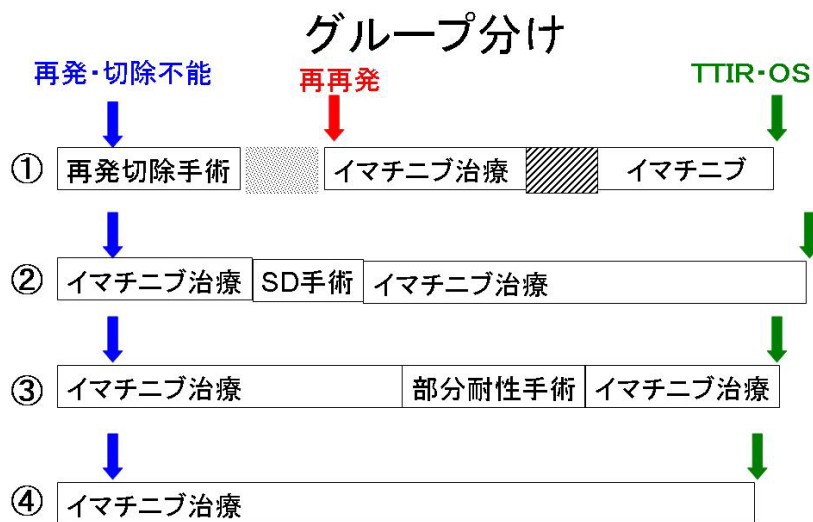 グループ分け
再発・切除不能
再再発
TTIR・OS
① 再発切除手術 イマチニブ治療 イマチニブ
② イマチニブ治療 SD手術 イマチニブ治療
③ イマチニブ治療 部分耐性手術 イマチニブ治療
④ イマチニブ治療